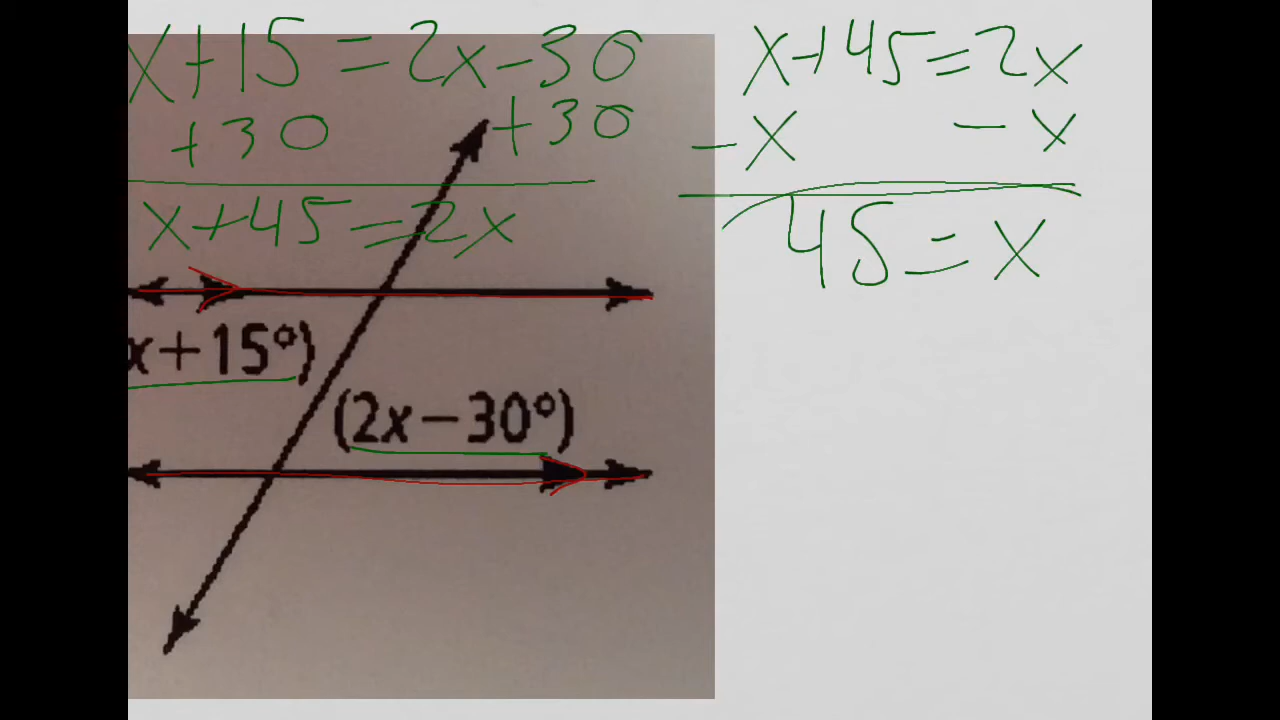 x+15=2x-30
+30 +30
x+45=2x
x+15°)
(2x-30°)
x+45=2x
-x -x
45=x